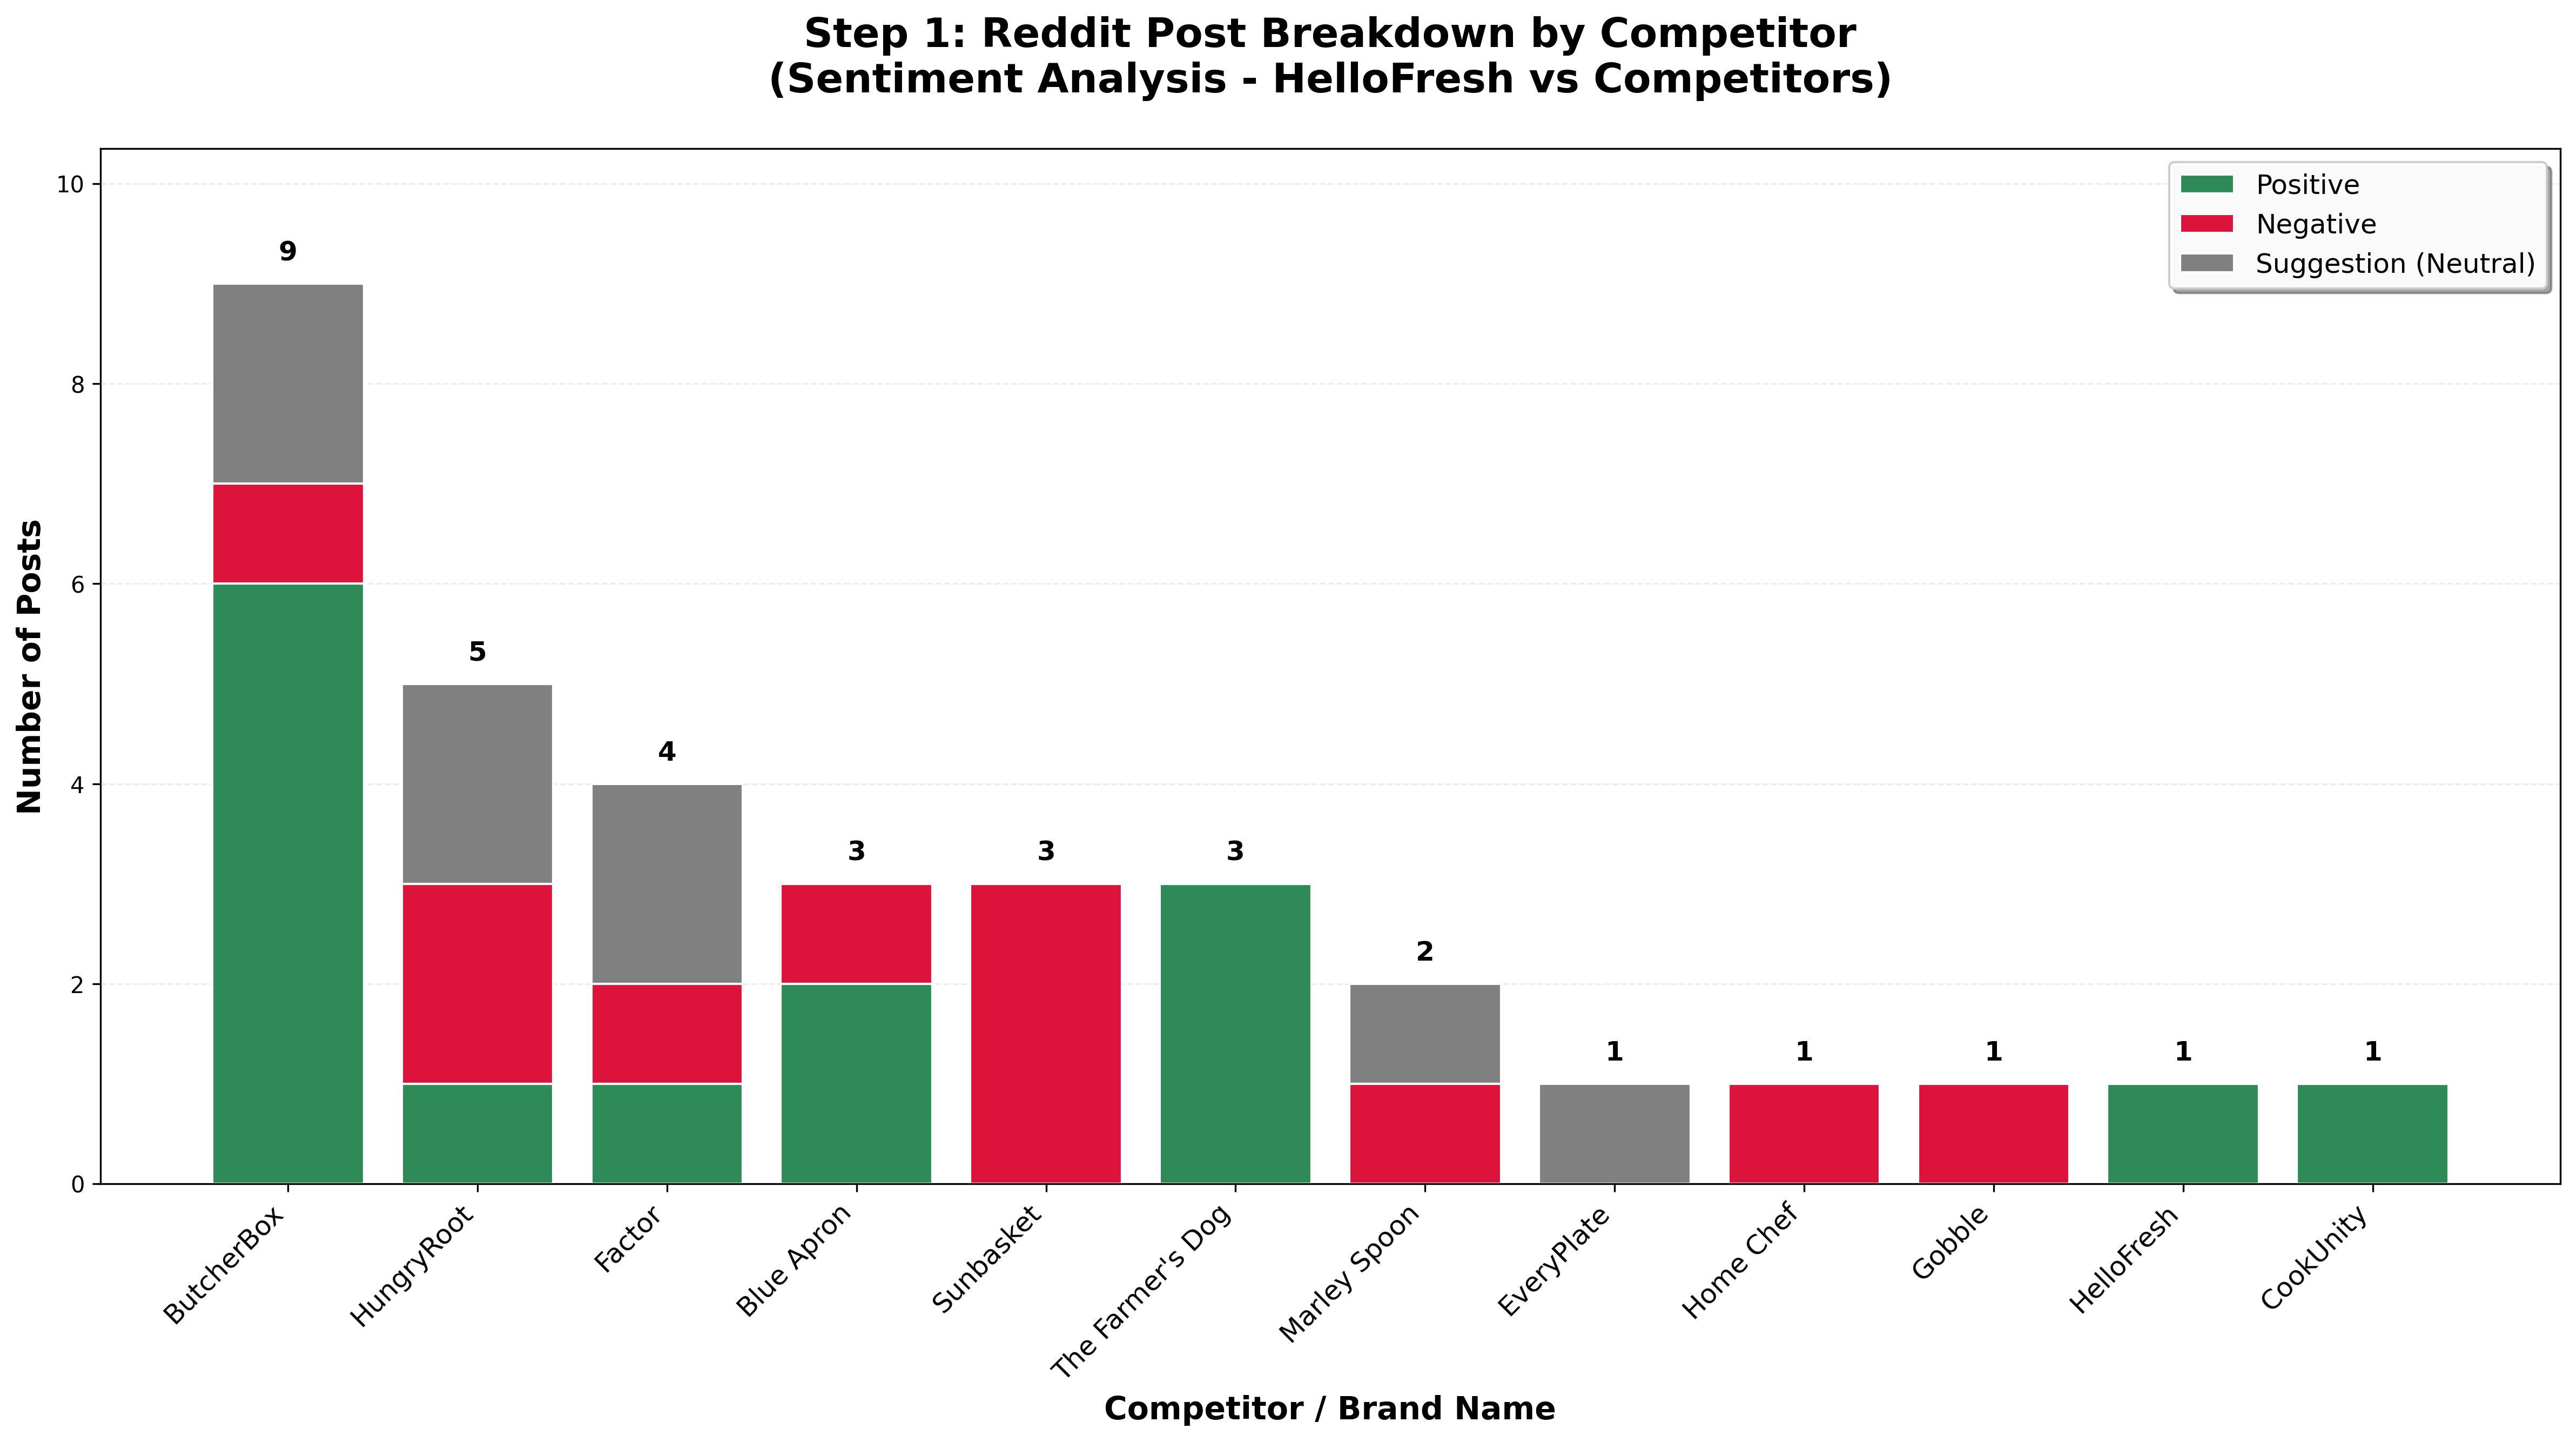 Step 1: Reddit Post Breakdown by Competitor
(Sentiment Analysis - HelloFresh vs Competitors)
Positive
Negative
Suggestion (Neutral)
Number of Posts
10
8
6
4
2
0
9
5
4
3
3
3
2
1
1
1
1
1
ButcherBox
HungryRoot
Factor
Blue Apron
Sunbasket
The Farmer's Dog
Marley Spoon
EveryPlate
Home Chef
Gobble
HelloFresh
CookUnity
Competitor / Brand Name